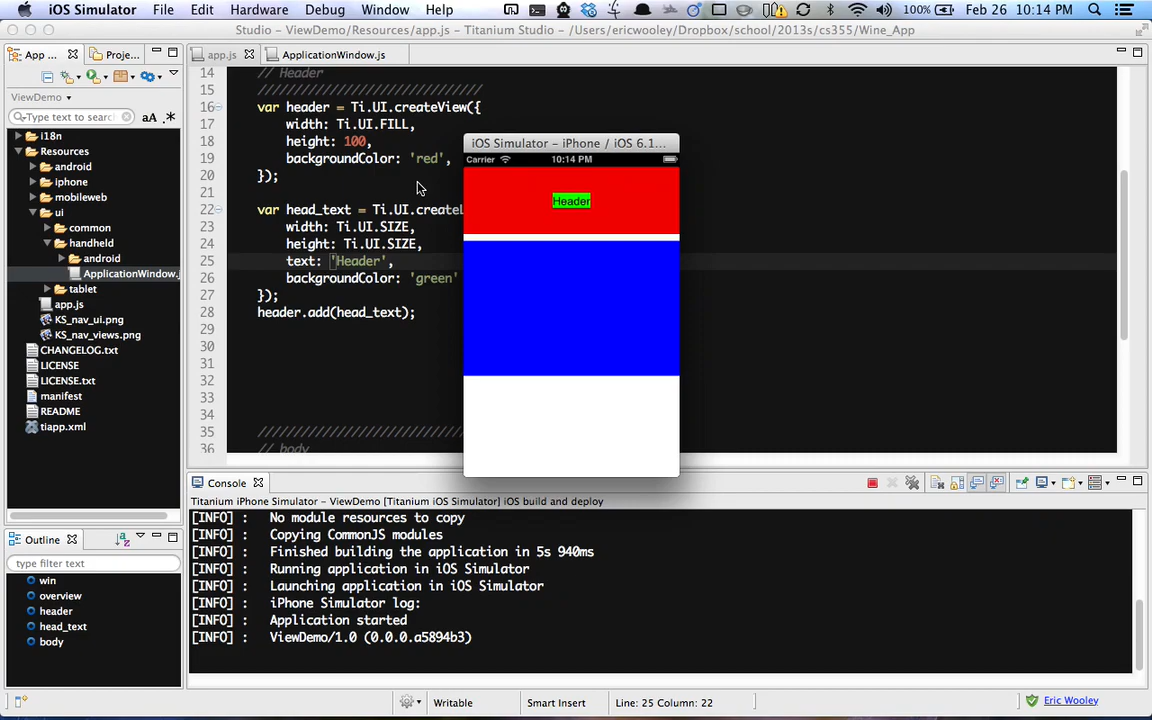 iOS Simulator File Edit Hardware Debug Window Help 100% Feb 26 10:14 PM
Studio - ViewDemo/Resources/app.js - Titanium Studio - /Users/ericwooley/Dropbox/school/2013s/cs355/Wine_App
App ... Proje...
app.js ApplicationWindow.js
ViewDemo
Type text to searc aA .*
i18n
Resources
android
iphone
mobileweb
ui
common
handheld
android
ApplicationWindow.j
tablet
app.js
KS_nav_ui.png
KS_nav_views.png
CHANGELOG.txt
LICENSE
LICENSE.txt
manifest
README
tiapp.xml
14 // Header
15 ////////////////////////////////
16 var header = Ti.UI.createView({
17 width: Ti.UI.FILL,
18 height: 100,
19 backgroundColor: 'red',
20 });
21
22 var head_text = Ti.UI.createL
23 width: Ti.UI.SIZE,
24 height: Ti.UI.SIZE,
25 text: 'Header',
26 backgroundColor: 'green'
27 });
28 header.add(head_text);
29
30
31
32
33
34
35 /////////////////////////////
36 // body
iOS Simulator - iPhone / iOS 6.1...
Carrier 10:14 PM
Header
Outline
type filter text
win
overview
header
head_text
body
Console
Titanium iPhone Simulator - ViewDemo [Titanium iOS Simulator] iOS build and deploy
[INFO] : No module resources to copy
[INFO] : Copying CommonJS modules
[INFO] : Finished building the application in 5s 940ms
[INFO] : Running application in iOS Simulator
[INFO] : Launching application in iOS Simulator
[INFO] : iPhone Simulator log:
[INFO] : Application started
[INFO] : ViewDemo/1.0 (0.0.0.a5894b3)
Writable Smart Insert Line: 25 Column: 22 Eric Wooley